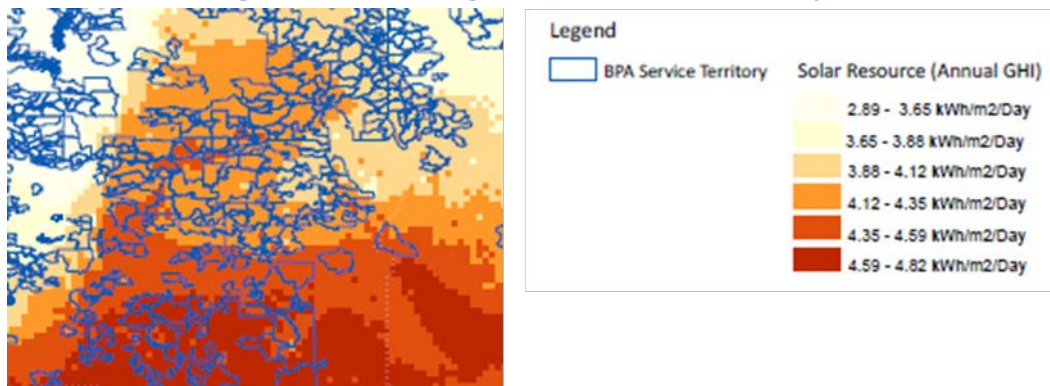 Legend
BPA Service Territory
Solar Resource (Annual GHI)
2.89 - 3.65 kWh/m2/Day
3.65 - 3.88 kWh/m2/Day
3.88 - 4.12 kWh/m2/Day
4.12 - 4.35 kWh/m2/Day
4.35 - 4.59 kWh/m2/Day
4.59 - 4.82 kWh/m2/Day